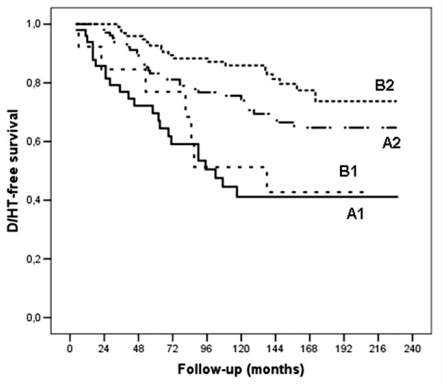 1,0
0,8
0,6
0,4
0,2
0,0
D/HT-free survival
B2
A2
B1
A1
0 24 48 72 96 120 144 168 192 216 240
Follow-up (months)